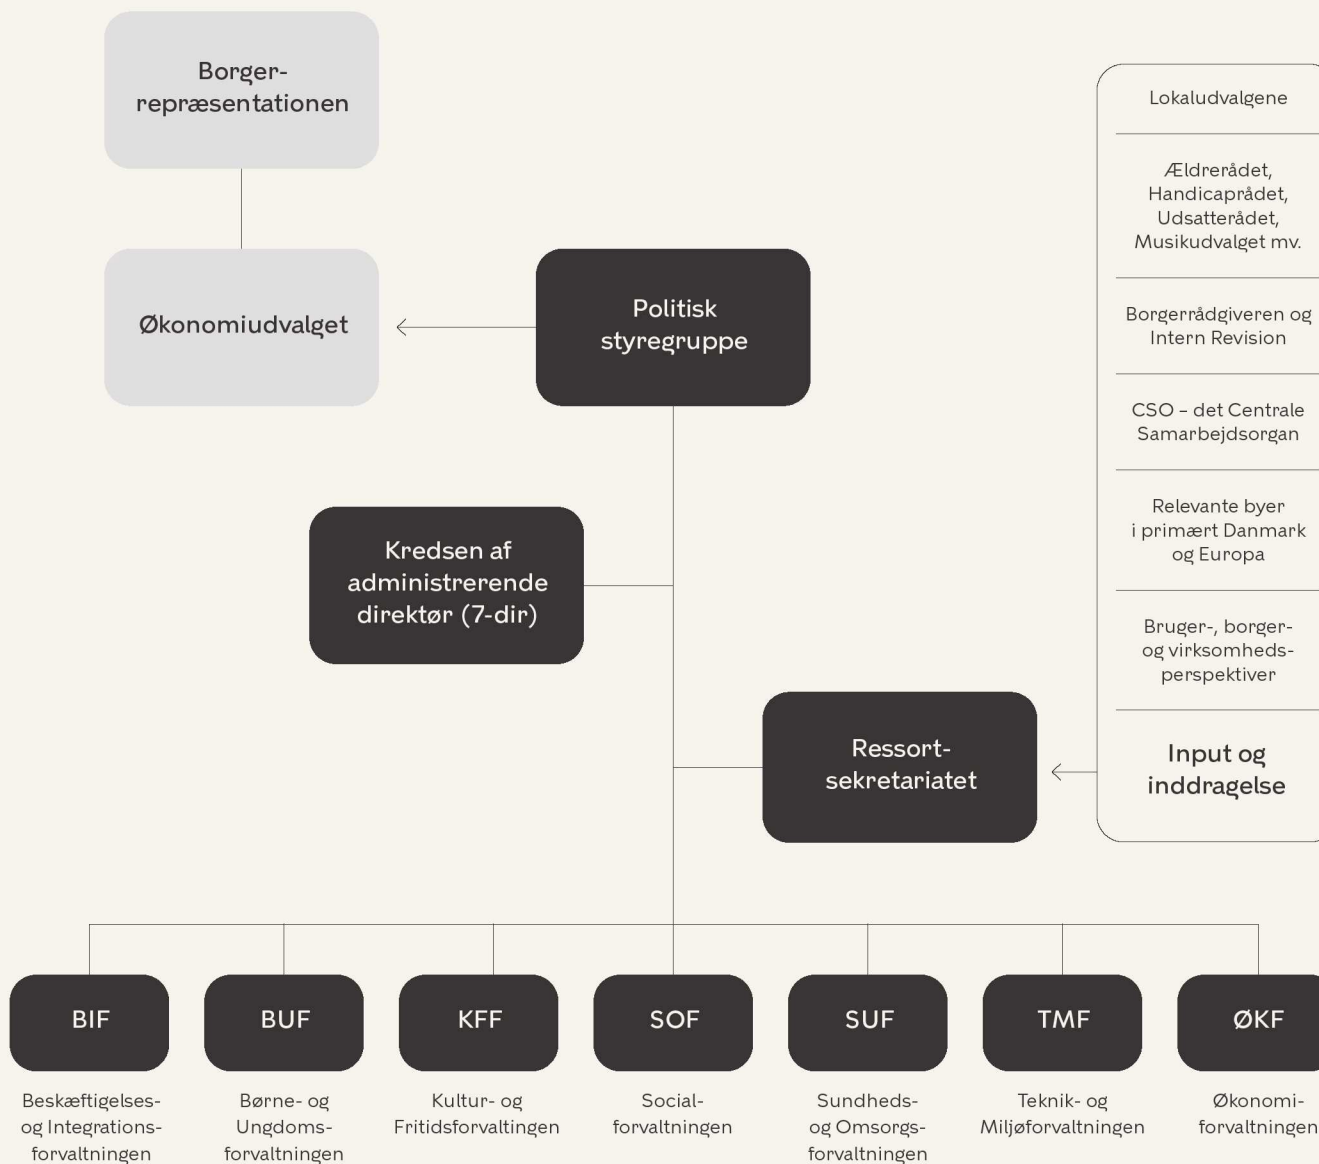 Borger-
repræsentationen
Økonomiudvalget
Politisk
styregruppe
Kredsen af
administrerende
direktør (7-dir)
Ressort-
sekretariatet
Lokaludvalgene
Ældrerådet,
Handicaprådet,
Udsatterådet,
Musikudvalget mv.
Borgerrådgiveren og
Intern Revision
CSO – det Centrale
Samarbejdsorgan
Relevante byer
i primært Danmark
og Europa
Bruger-, borger-
og virksomheds-
perspektiver
Input og
inddragelse
BIF
Beskæftigelses-
og Integrations-
forvaltningen
BUF
Børne- og
Ungdoms-
forvaltningen
KFF
Kultur- og
Fritidsforvaltingen
SOF
Social-
forvaltningen
SUF
Sundheds-
og Omsorgs-
forvaltningen
TMF
Teknik- og
Miljøforvaltningen
ØKF
Økonomi-
forvaltningen